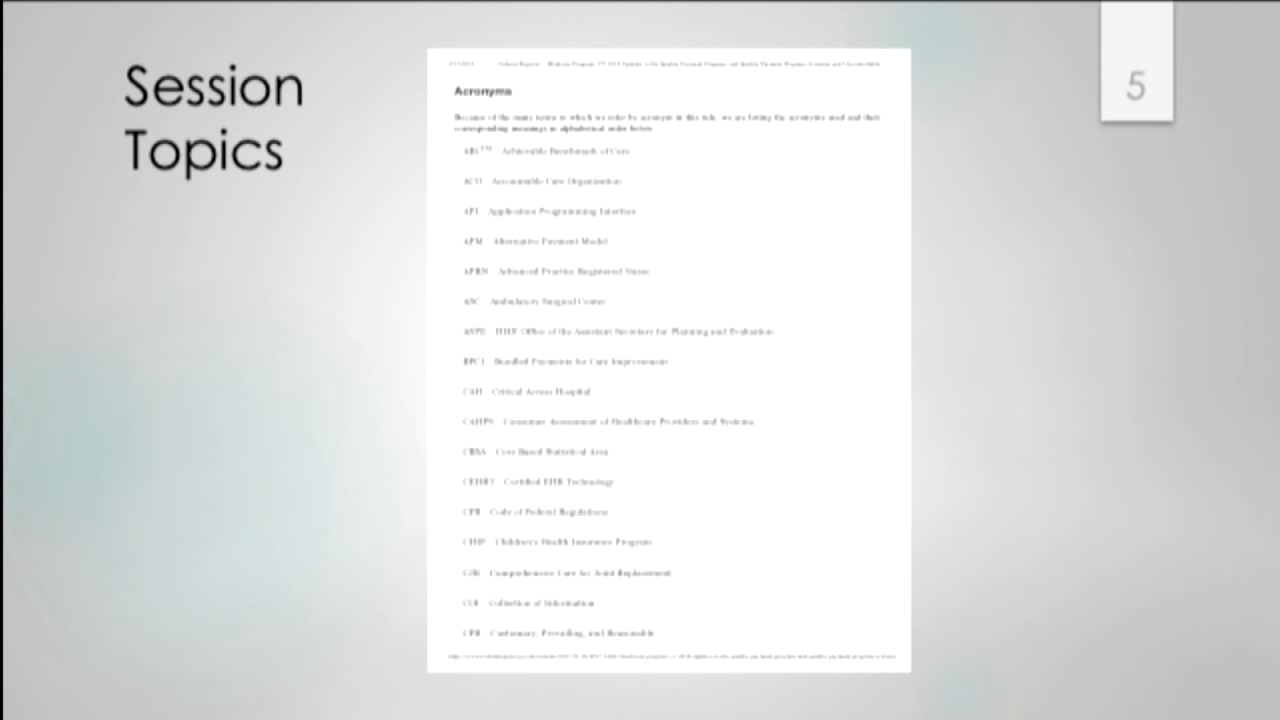 Session
Topics
5
Acronyms
Because of the many terms to which we refer by acronym in this rule, we are listing the acronyms used and their
corresponding meanings in alphabetical order below:
ABC™ Achievable Benchmark of Care
ACO Accountable Care Organization
API Application Programming Interface
APM Alternative Payment Model
APRN Advanced Practice Registered Nurse
ASC Ambulatory Surgical Center
ASPE HHS' Office of the Assistant Secretary for Planning and Evaluation
BPCI Bundled Payments for Care Improvement
CAH Critical Access Hospital
CAHPS Consumer Assessment of Healthcare Providers and Systems
CBSA Core Based Statistical Area
CEHRT Certified EHR Technology
CFR Code of Federal Regulations
CHIP Children's Health Insurance Program
CJR Comprehensive Care for Joint Replacement
COI Collection of Information
CPR Customary, Prevailing, and Reasonable